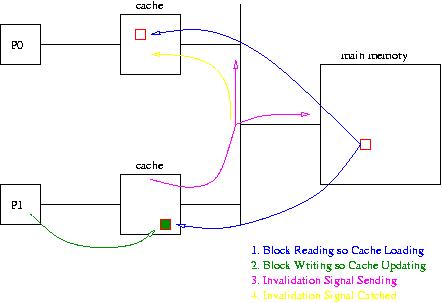 cache
P0
main memory
cache
P1
1. Block Reading so Cache Loading
2. Block Writing so Cache Updating
3. Invalidation Signal Sending
4. Invalidation Signal Catched